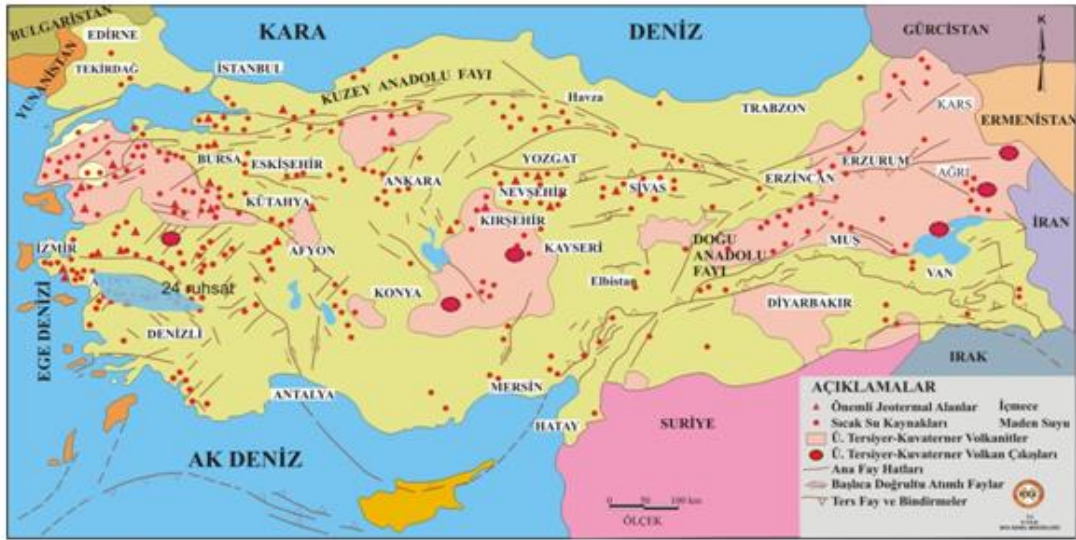 BULGARİSTAN
EDİRNE
TEKİRDAĞ
YUNANİSTAN
İSTANBUL
KARA DENİZ
GÜRCİSTAN
K
KUZEY ANADOLU FAYI
Havza
TRABZON
KARS
ERMENİSTAN
BURSA
ESKİŞEHİR
ANKARA
YOZGAT
NEVŞEHİR
SİVAS
ERZİNCAN
ERZURUM
AĞRI
KÜTAHYA
KIRŞEHİR
KAYSERİ
İRAN
İZMİR
AFYON
DOĞU
ANADOLU
FAYI
MUŞ
VAN
24 ruhsat
KONYA
Elbistan
DİYARBAKIR
EGE DENİZİ
DENİZLİ
ANTALYA
MERSİN
HATAY
IRAK
SURİYE
AK DENİZ
0 50 100 km
ÖLÇEK
AÇIKLAMALAR
Önemli Jeotermal Alanlar İçmece
Sıcak Su Kaynakları Maden Suyu
Ü. Tersiyer-Kuvaterner Volkanitler
Ü. Tersiyer-Kuvaterner Volkan Çıkışları
Ana Fay Hatları
Başlıca Doğrultu Atımlı Faylar
Ters Fay ve Bindirmeler